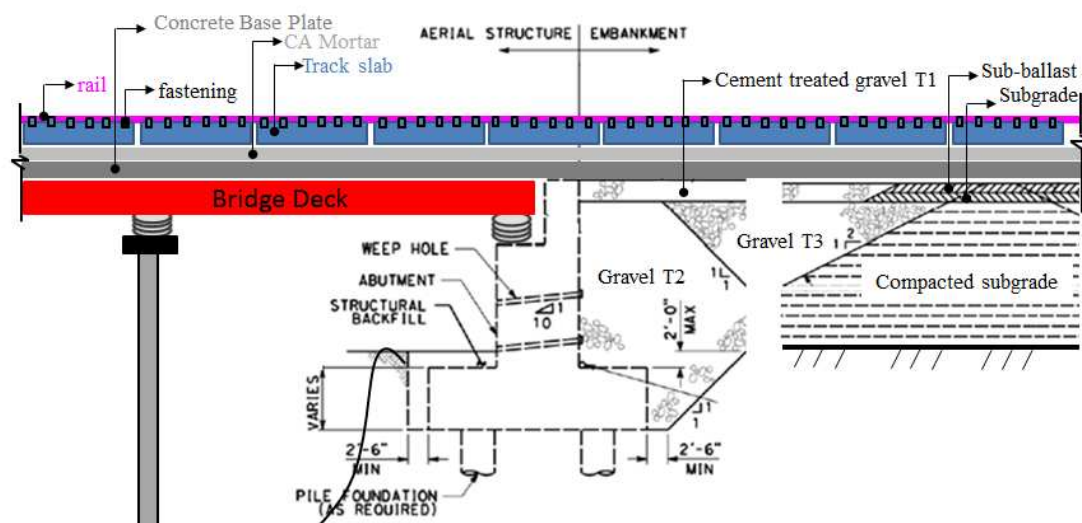 Concrete Base Plate
CA Mortar
Track slab
rail
fastening
AERIAL STRUCTURE
EMBANKMENT
Cement treated gravel T1
Sub-ballast
Subgrade
Bridge Deck
WEEP HOLE
ABUTMENT
STRUCTURAL
BACKFILL
1
10
Gravel T2
Gravel T3
2
1
1
1
Compacted subgrade
2'-0"
MAX
VARIES
1
1
2'-6"
MIN
2'-6"
MIN
PILE FOUNDATION
(AS REQUIRED)